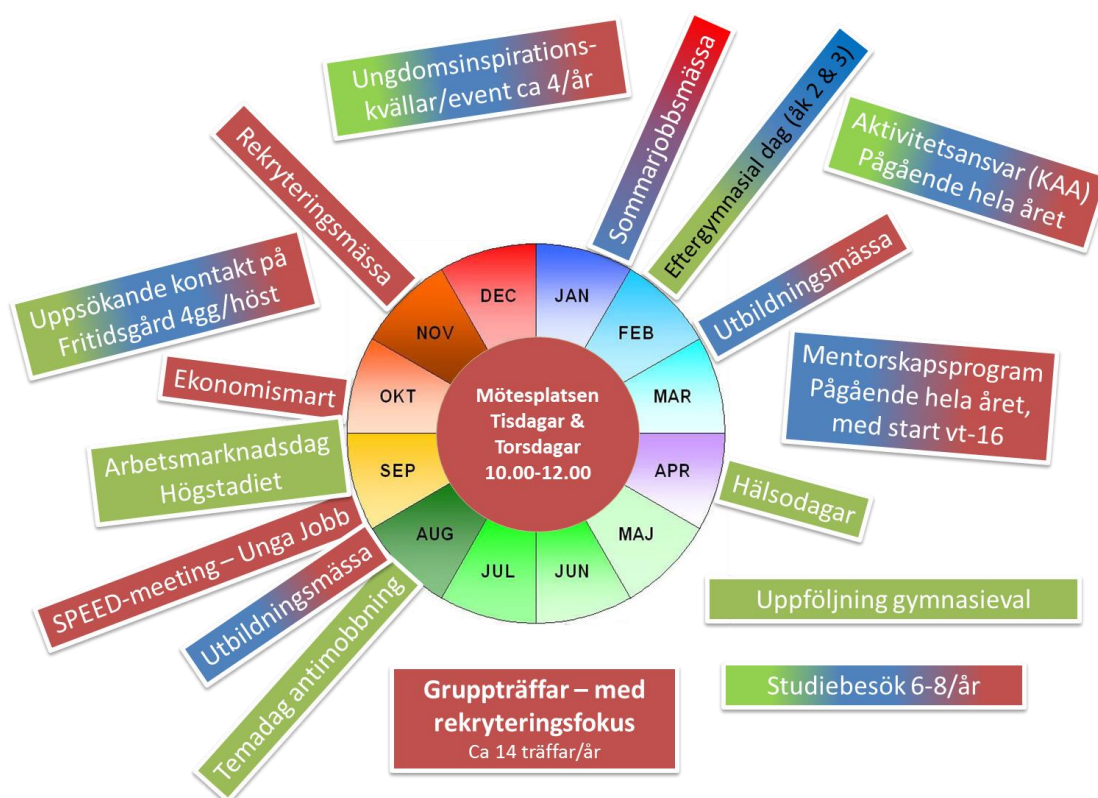 Ungdomsinspirations-
kvällar/event ca 4/år
Sommarjobbsmässa
Eftergymnasial dag (åk 2 & 3)
Aktivitetsansvar (KAA)
Pågående hela året
Utbildningsmässa
Mentorskapsprogram
Pågående hela året,
med start vt-16
Hälsodagar
Uppföljning gymnasieval
Studiebesök 6-8/år
Gruppträffar – med
rekryteringsfokus
Ca 14 träffar/år
Temadag antimobbning
Utbildningsmässa
SPEED-meeting – Unga Jobb
Arbetsmarknadsdag
Högstadiet
Ekonomismart
Uppsökande kontakt på
Fritidsgård 4gg/höst
Rekryteringsmässa
JAN
FEB
MAR
APR
MAJ
JUN
JUL
AUG
SEP
OKT
NOV
DEC
Mötesplatsen
Tisdagar &
Torsdagar
10.00-12.00